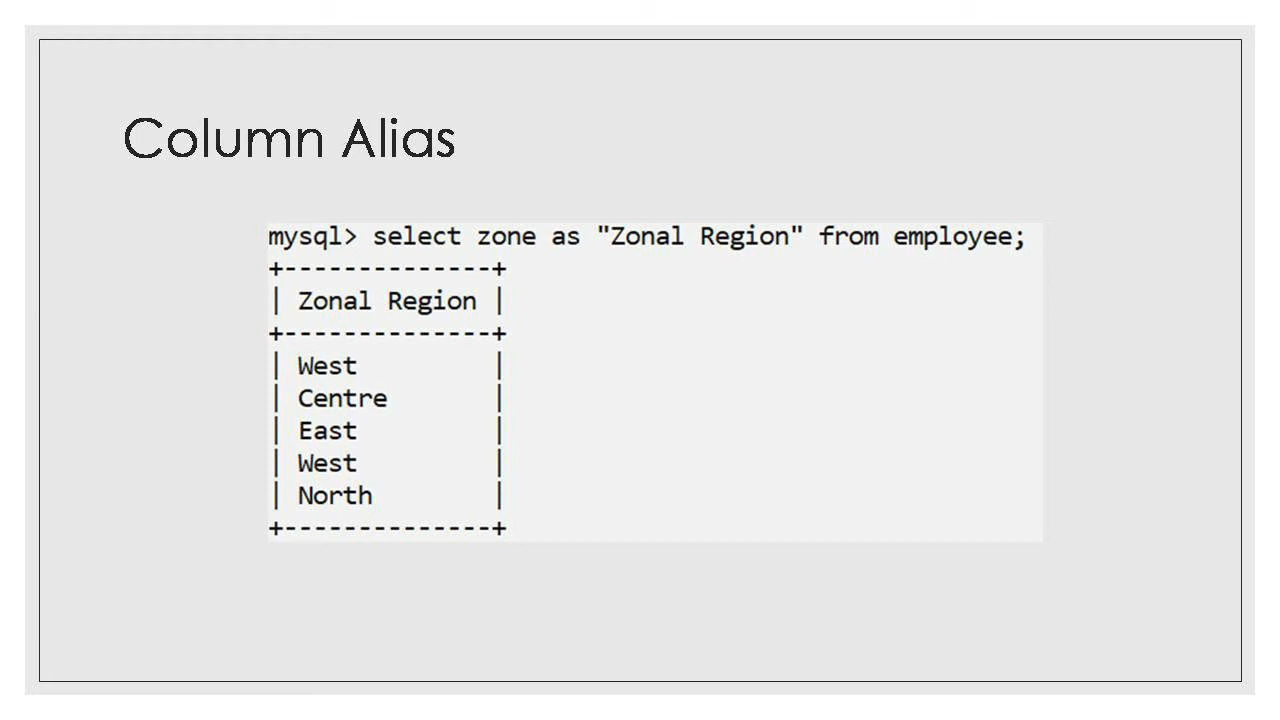 Column Alias
mysql> select zone as "Zonal Region" from employee;
+--------------+
| Zonal Region |
+--------------+
| West         |
| Centre       |
| East         |
| West         |
| North        |
+--------------+